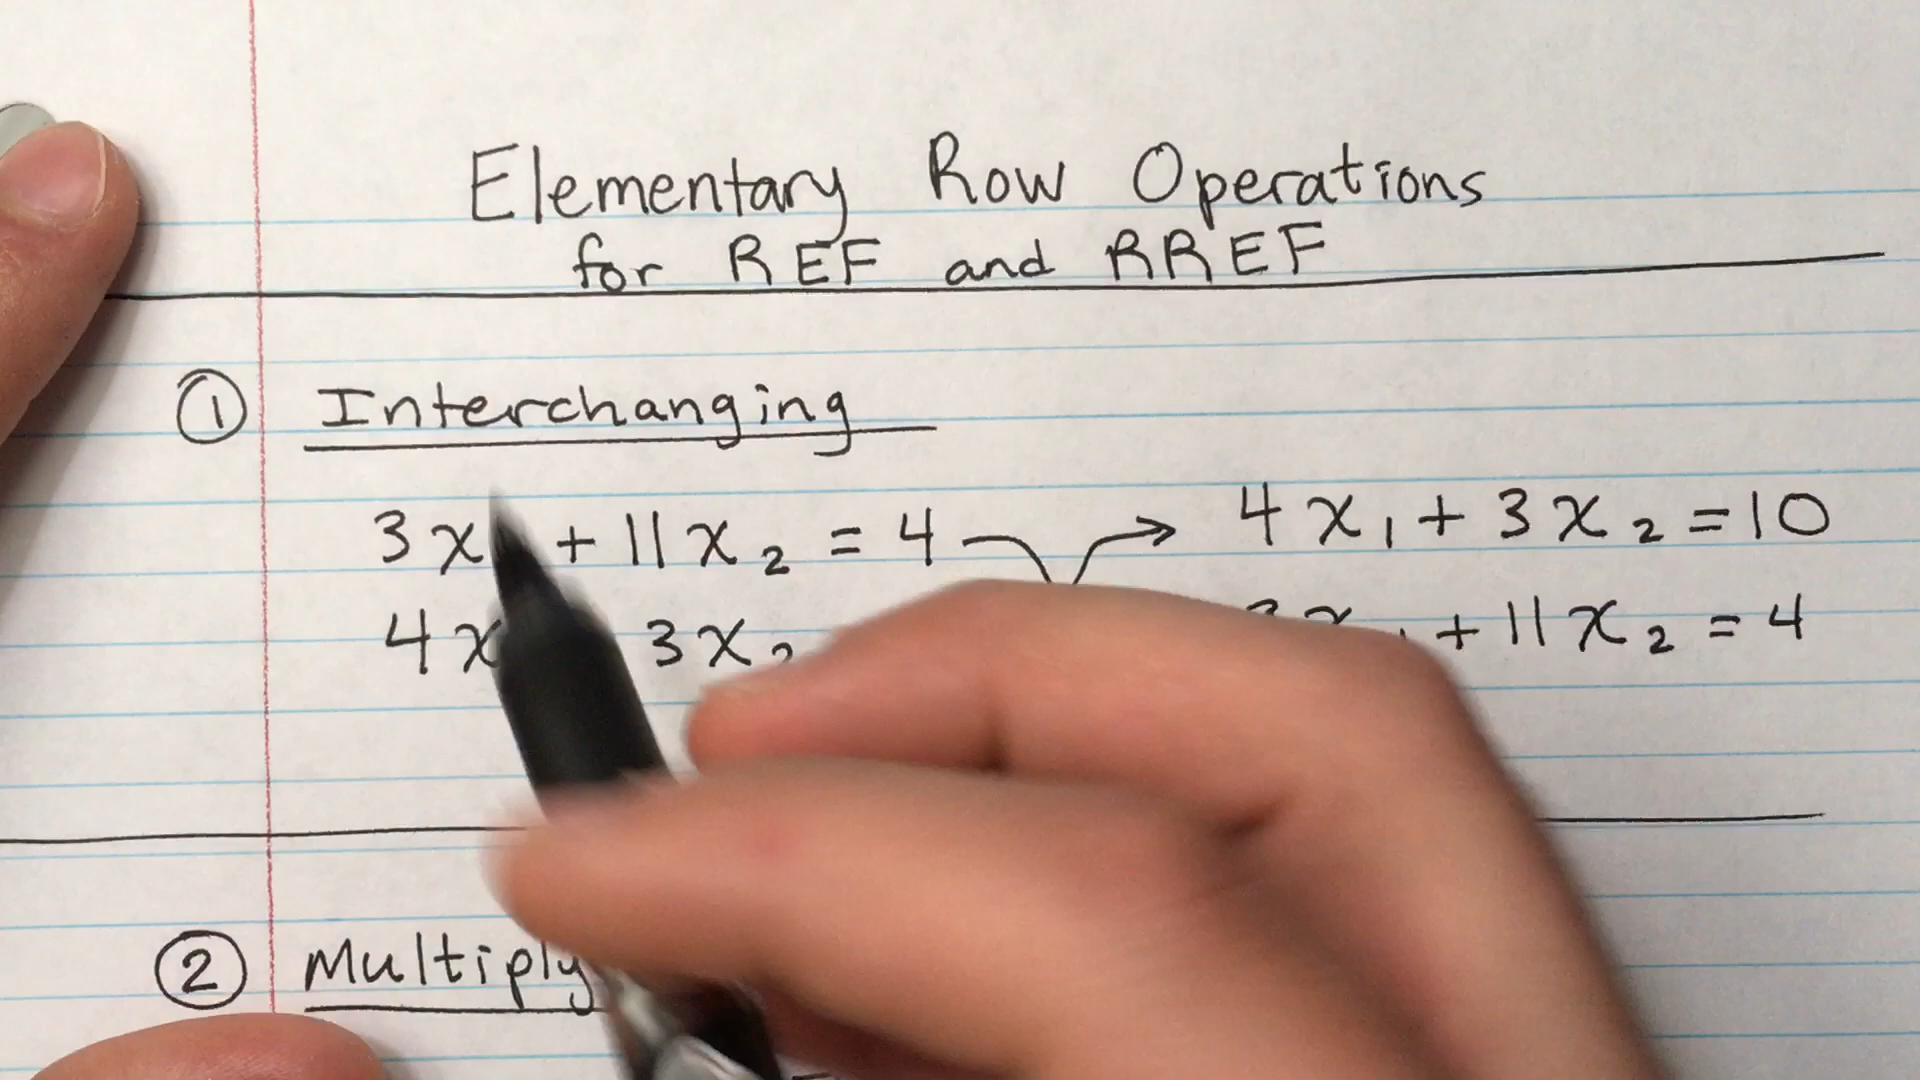 Elementary Row Operations
for REF and RREF
① Interchanging
3x + 11x₂ = 4 → 4x₁ + 3x₂ = 10
4x 3x₂ + 11x₂ = 4
② Multiply